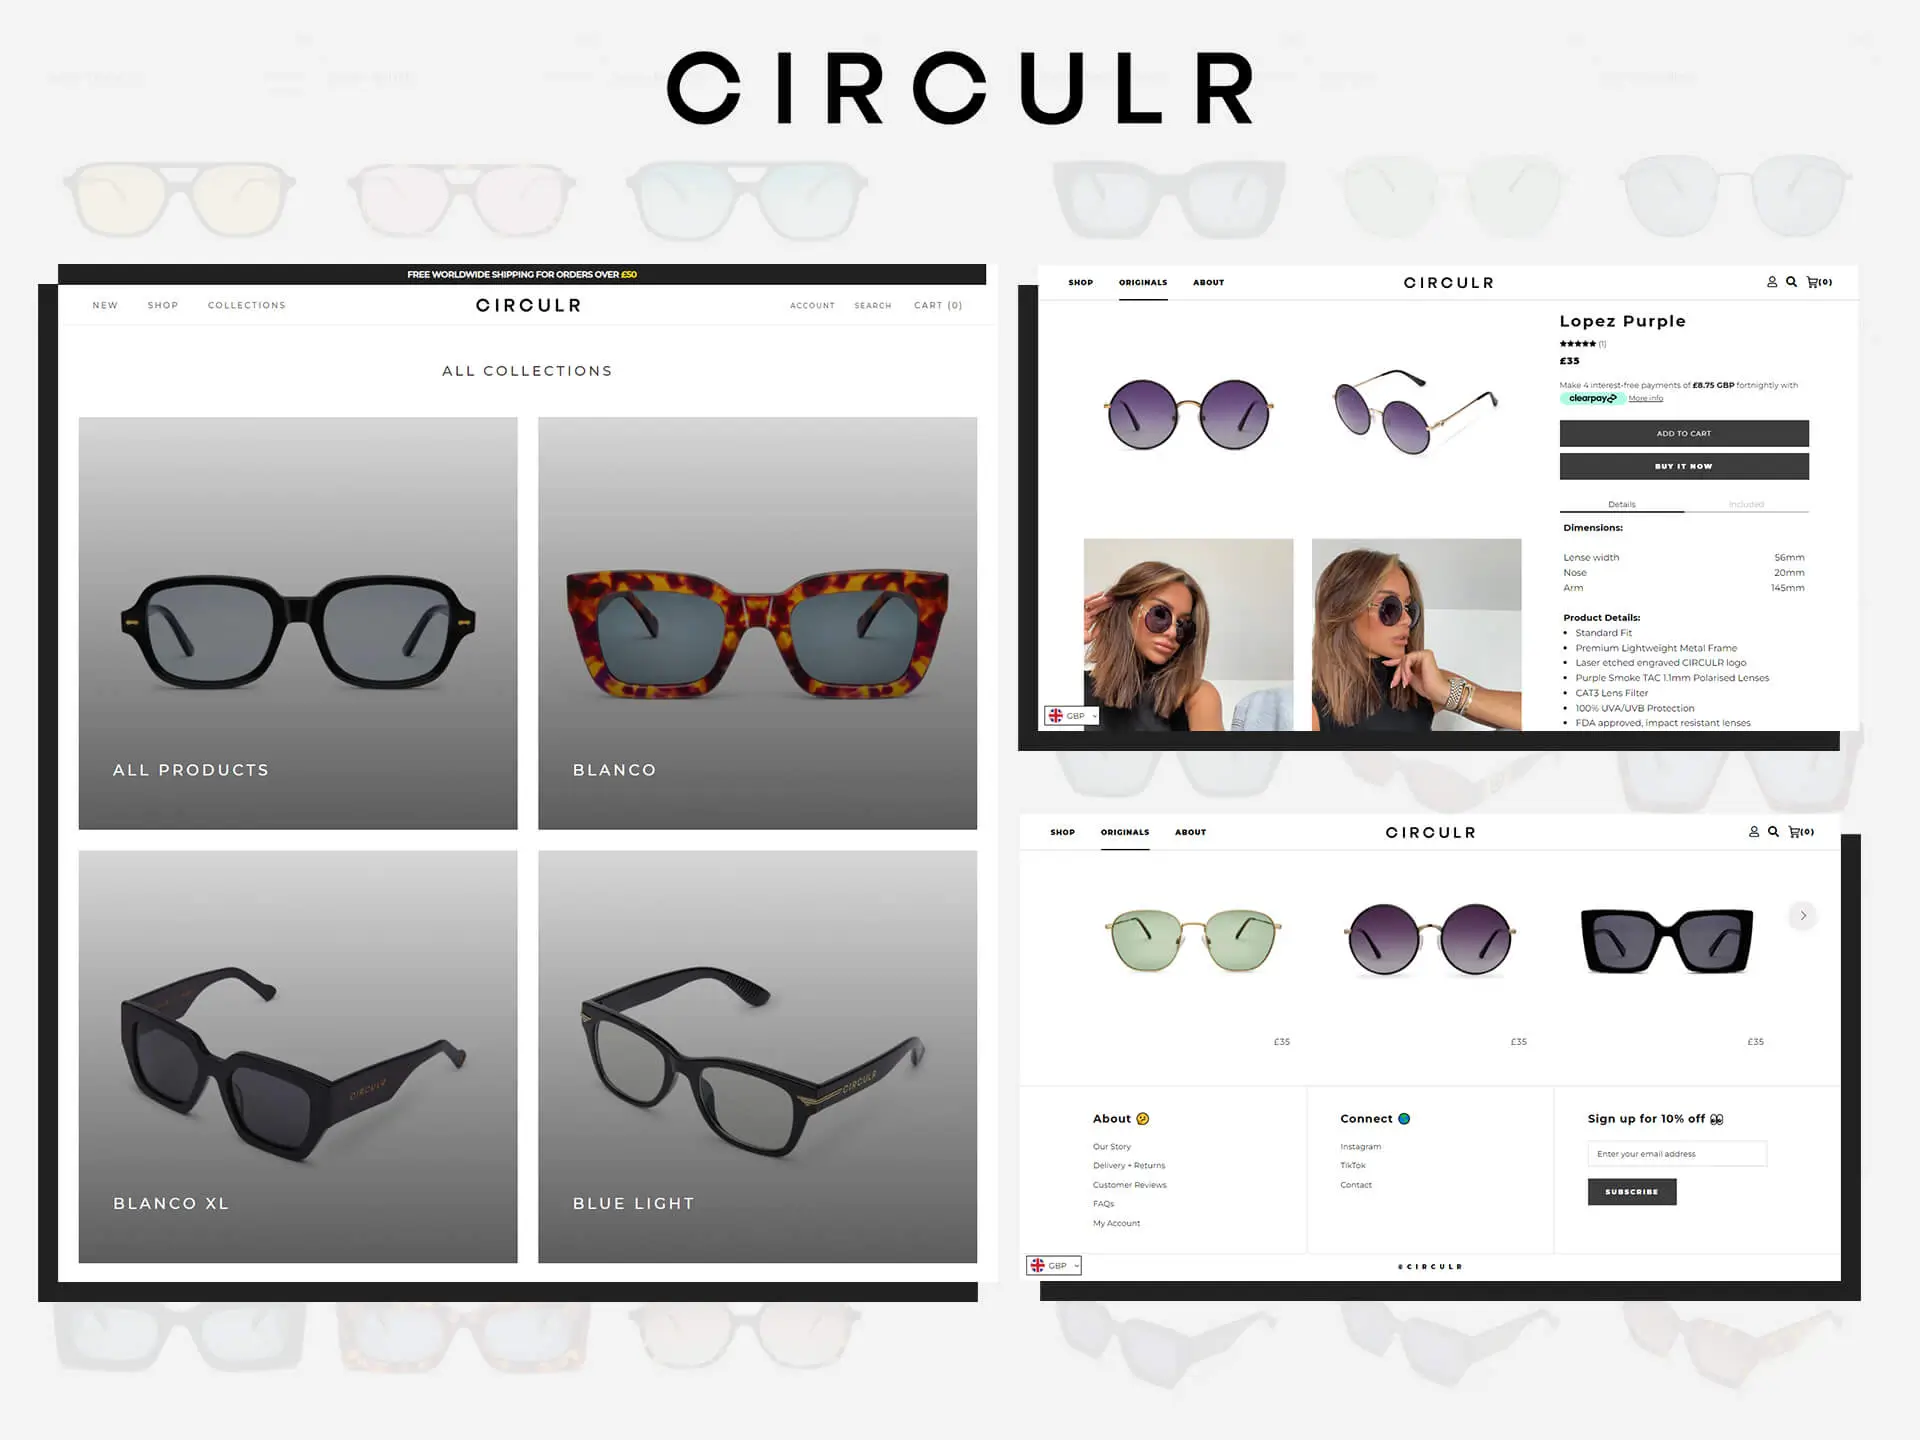 CIRCULR
FREE WORLDWIDE SHIPPING FOR ORDERS OVER £50
NEW SHOP COLLECTIONS CIRCULR ACCOUNT SEARCH CART (0)
ALL COLLECTIONS
ALL PRODUCTS
BLANCO
CIRCULR
BLANCO XL
CIRCULR
BLUE LIGHT
SHOP ORIGINALS ABOUT CIRCULR (0)
Lopez Purple
(1)
£35
Make 4 interest-free payments of £8.75 GBP fortnightly with
clearpay More info
ADD TO CART
BUY IT NOW
Details Included
Dimensions:
Lense width 56mm
Nose 20mm
Arm 145mm
Product Details:
• Standard Fit
• Premium Lightweight Metal Frame
• Laser etched engraved CIRCULR logo
• Purple Smoke TAC 1.1mm Polarised Lenses
• CAT3 Lens Filter
• 100% UVA/UVB Protection
• FDA approved, impact resistant lenses
GBP
SHOP ORIGINALS ABOUT CIRCULR (0)
£35 £35 £35
About 🤔
Our Story
Delivery + Returns
Customer Reviews
FAQs
My Account
Connect 🌍
Instagram
TikTok
Contact
Sign up for 10% off 👀
Enter your email address
SUBSCRIBE
GBP
©CIRCULR